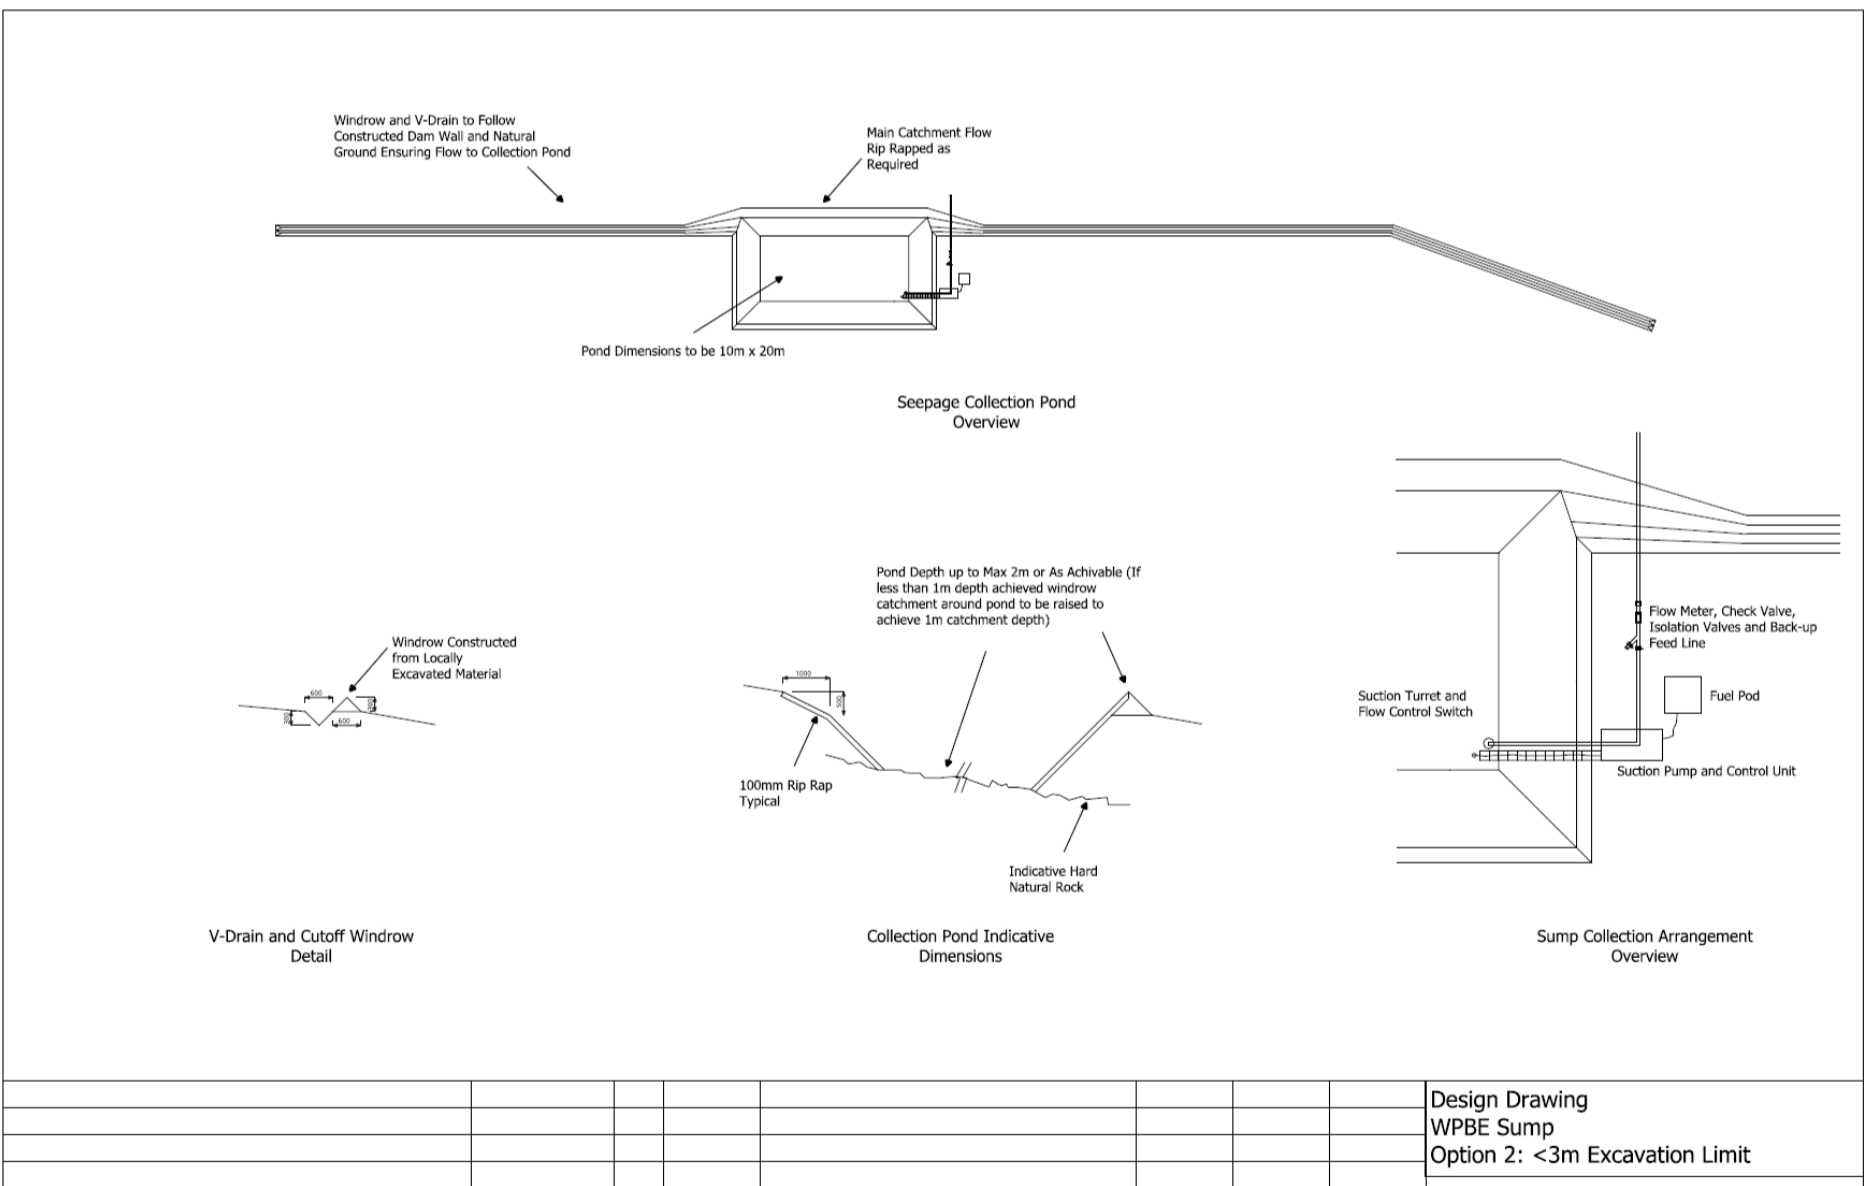 Windrow and V-Drain to Follow
Constructed Dam Wall and Natural
Ground Ensuring Flow to Collection Pond
Main Catchment Flow
Rip Rapped as
Required
Pond Dimensions to be 10m x 20m
Seepage Collection Pond
Overview
Windrow Constructed
from Locally
Excavated Material
600
300
600
300
V-Drain and Cutoff Windrow
Detail
Pond Depth up to Max 2m or As Achivable (If
less than 1m depth achieved windrow
catchment around pond to be raised to
achieve 1m catchment depth)
1000
500
100mm Rip Rap
Typical
Indicative Hard
Natural Rock
Collection Pond Indicative
Dimensions
Flow Meter, Check Valve,
Isolation Valves and Back-up
Feed Line
Suction Turret and
Flow Control Switch
Fuel Pod
Suction Pump and Control Unit
Sump Collection Arrangement
Overview
Design Drawing
WPBE Sump
Option 2: <3m Excavation Limit